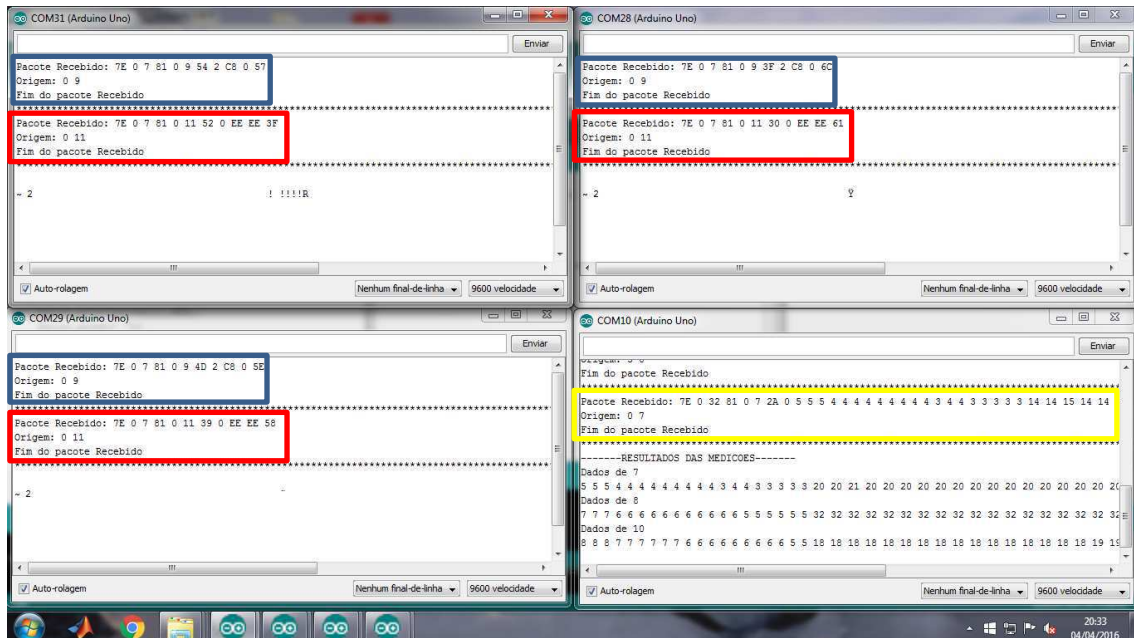 COM31 (Arduino Uno)
Enviar
Pacote Recebido: 7E 0 7 81 0 9 54 2 C8 0 57
Origem: 0 9
Fim do pacote Recebido
************************************************************
Pacote Recebido: 7E 0 7 81 0 11 52 0 EE EE 3F
Origem: 0 11
Fim do pacote Recebido
************************************************************
~ 2 ! !!!!R
Auto-rolagem
Nenhum final-de-linha
9600 velocidade
COM28 (Arduino Uno)
Enviar
Pacote Recebido: 7E 0 7 81 0 9 3F 2 C8 0 6C
Origem: 0 9
Fim do pacote Recebido
************************************************************
Pacote Recebido: 7E 0 7 81 0 11 30 0 EE EE 61
Origem: 0 11
Fim do pacote Recebido
************************************************************
~ 2
Auto-rolagem
Nenhum final-de-linha
9600 velocidade
COM29 (Arduino Uno)
Enviar
Pacote Recebido: 7E 0 7 81 0 9 4D 2 C8 0 5E
Origem: 0 9
Fim do pacote Recebido
************************************************************
Pacote Recebido: 7E 0 7 81 0 11 39 0 EE EE 58
Origem: 0 11
Fim do pacote Recebido
************************************************************
~ 2 -
Auto-rolagem
Nenhum final-de-linha
9600 velocidade
COM10 (Arduino Uno)
Enviar
Fim do pacote Recebido
************************************************************
Pacote Recebido: 7E 0 32 81 0 7 2A 0 5 5 5 4 4 4 4 4 4 4 4 4 3 4 4 3 3 3 3 3 14 14 15 14 14
Origem: 0 7
Fim do pacote Recebido
************************************************************
-------RESULTADOS DAS MEDICOES-------
Dados de 7
5 5 5 4 4 4 4 4 4 4 4 4 3 4 4 3 3 3 3 3 20 20 21 20 20 20 20 20 20 20 20 20 20 20 20 20
Dados de 8
7 7 7 6 6 6 6 6 6 6 6 6 6 6 5 5 5 5 5 5 32 32 32 32 32 32 32 32 32 32 32 32 32 32 32 32
Dados de 10
8 8 8 7 7 7 7 7 7 6 6 6 6 6 6 6 6 6 5 5 18 18 18 18 18 18 18 18 18 18 18 18 18 18 19
Auto-rolagem
Nenhum final-de-linha
9600 velocidade
20:33
04/04/2016